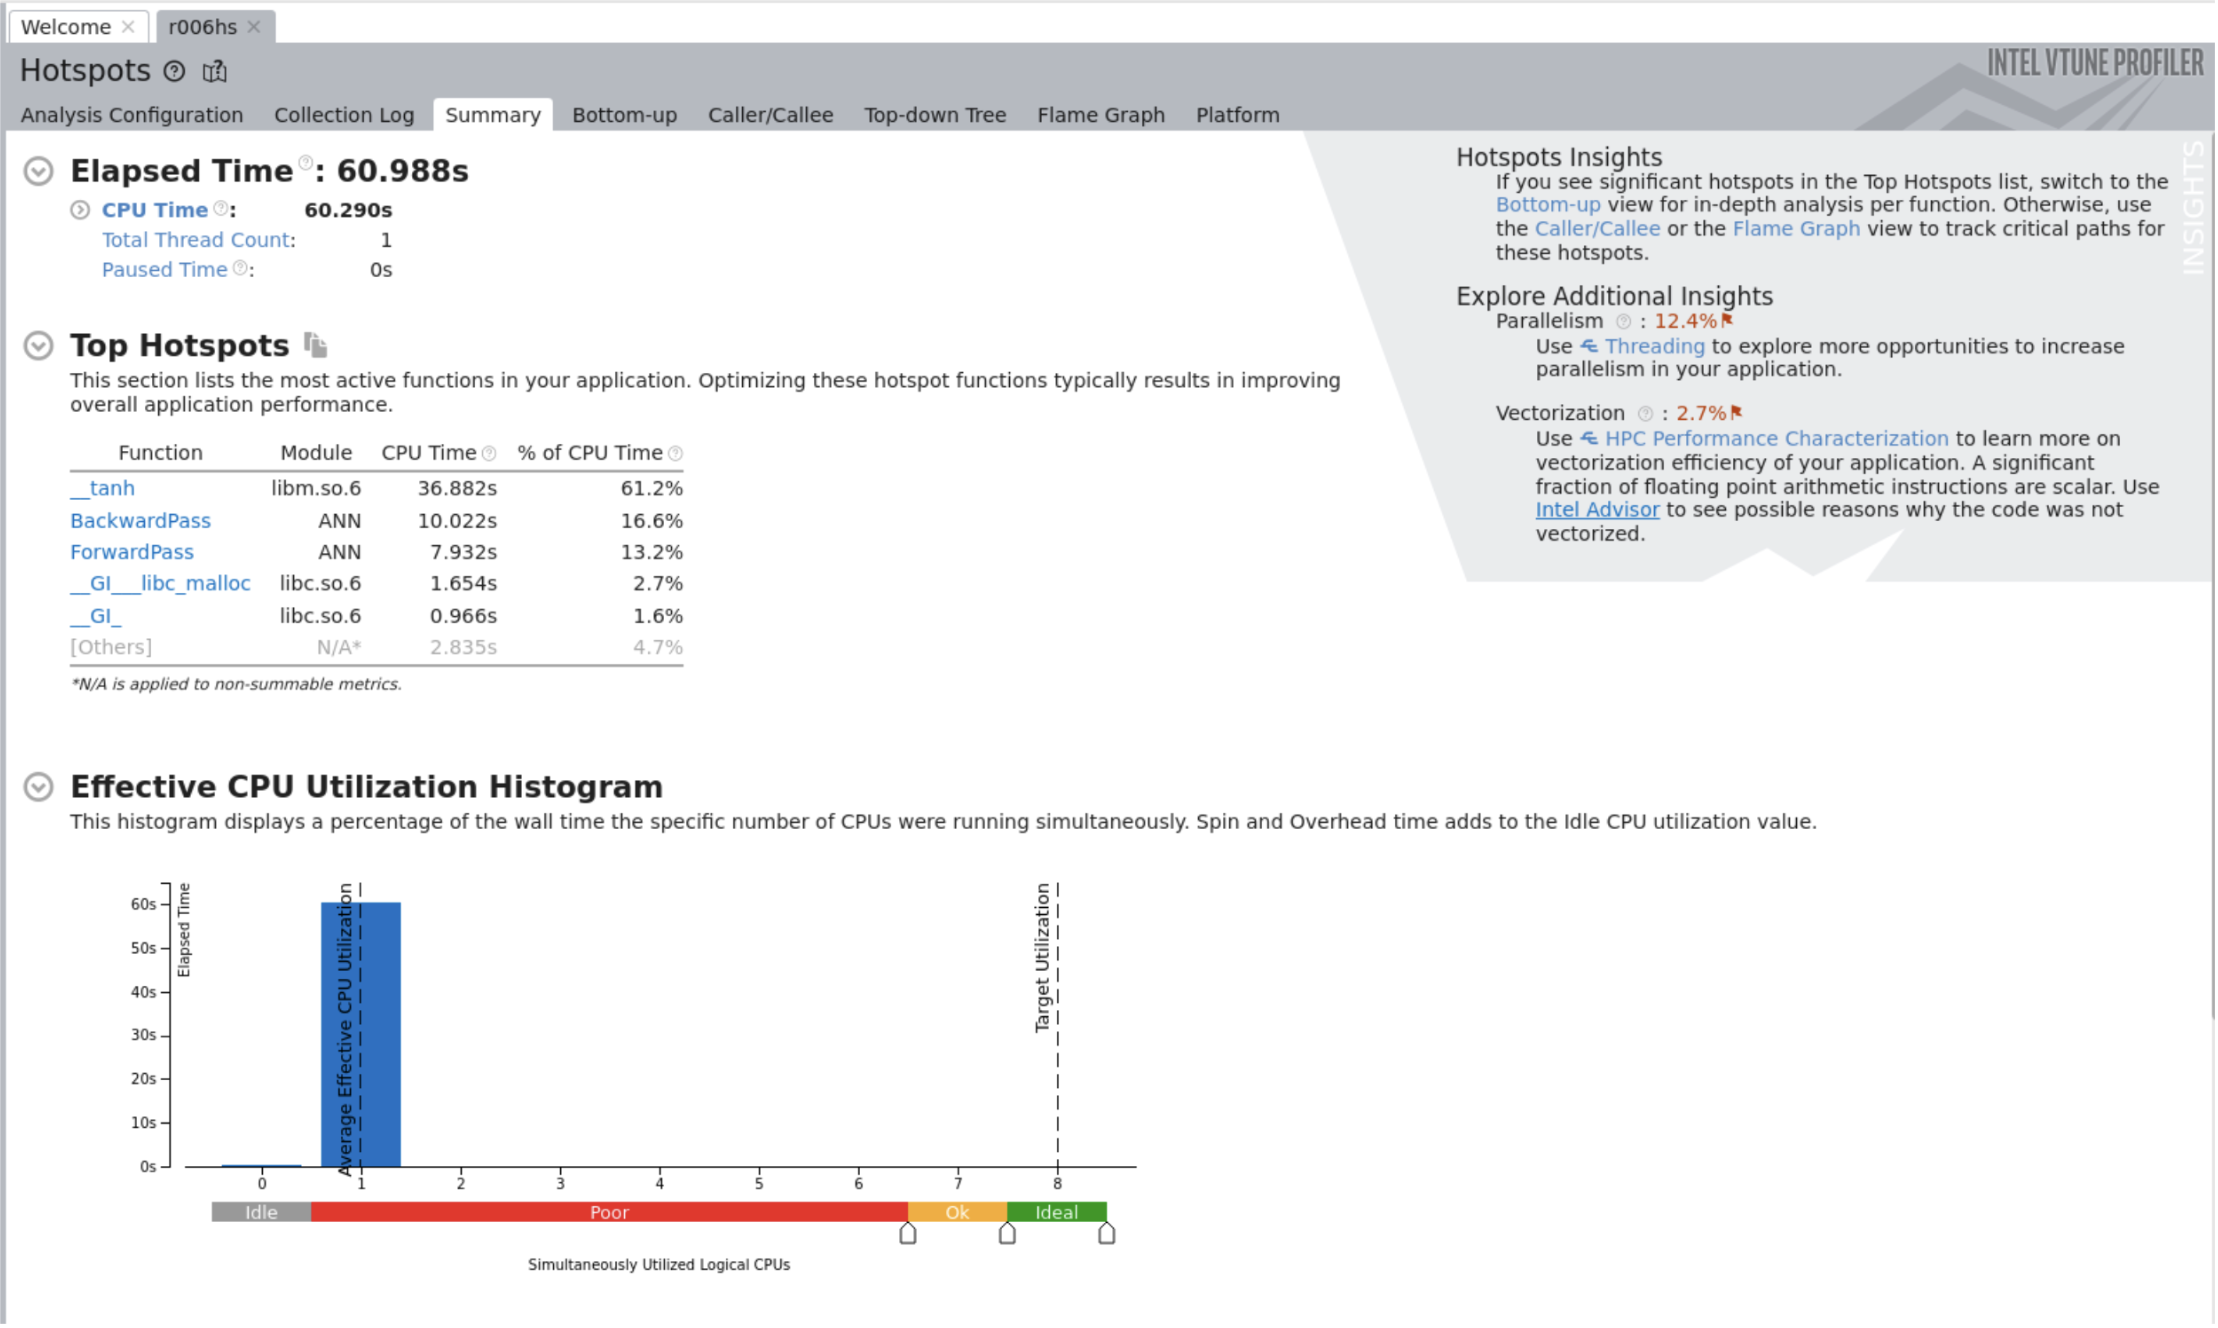 Welcome
r006hs
Hotspots
INTEL VTUNE PROFILER
Analysis Configuration Collection Log Summary Bottom-up Caller/Callee Top-down Tree Flame Graph Platform
Elapsed Time: 60.988s
CPU Time: 60.290s
Total Thread Count: 1
Paused Time: 0s
Top Hotspots
This section lists the most active functions in your application. Optimizing these hotspot functions typically results in improving
overall application performance.
Function Module CPU Time % of CPU Time
__tanh libm.so.6 36.882s 61.2%
BackwardPass ANN 10.022s 16.6%
ForwardPass ANN 7.932s 13.2%
__GI___libc_malloc libc.so.6 1.654s 2.7%
__GI_ libc.so.6 0.966s 1.6%
[Others] N/A* 2.835s 4.7%
*N/A is applied to non-summable metrics.
Hotspots Insights
If you see significant hotspots in the Top Hotspots list, switch to the
Bottom-up view for in-depth analysis per function. Otherwise, use
the Caller/Callee or the Flame Graph view to track critical paths for
these hotspots.
Explore Additional Insights
Parallelism : 12.4%
Use Threading to explore more opportunities to increase
parallelism in your application.
Vectorization : 2.7%
Use HPC Performance Characterization to learn more on
vectorization efficiency of your application. A significant
fraction of floating point arithmetic instructions are scalar. Use
Intel Advisor to see possible reasons why the code was not
vectorized.
INSIGHTS
Effective CPU Utilization Histogram
This histogram displays a percentage of the wall time the specific number of CPUs were running simultaneously. Spin and Overhead time adds to the Idle CPU utilization value.
Elapsed Time
60s
50s
40s
30s
20s
10s
0s
Average Effective CPU Utilization
Target Utilization
0 1 2 3 4 5 6 7 8
Idle Poor Ok Ideal
Simultaneously Utilized Logical CPUs